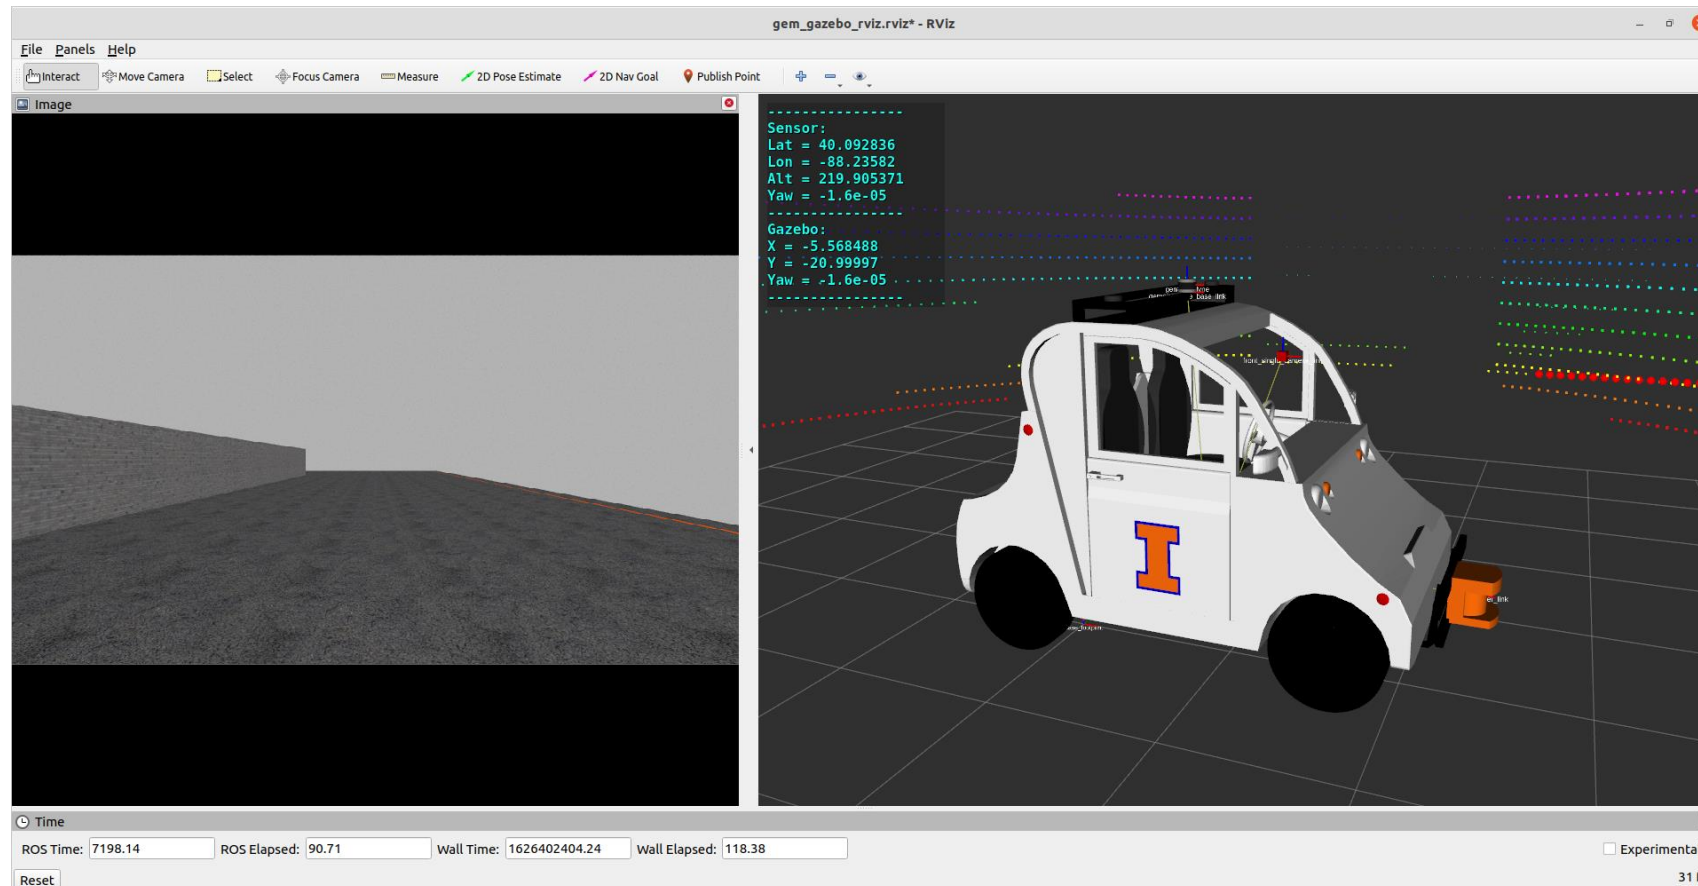 gem_gazebo_rviz.rviz* - RViz
File Panels Help
Interact Move Camera Select Focus Camera Measure 2D Pose Estimate 2D Nav Goal Publish Point
Image
----------------
Sensor:
Lat = 40.092836
Lon = -88.23582
Alt = 219.905371
Yaw = -1.6e-05
----------------
Gazebo:
X = -5.568488
Y = -20.99997
Yaw = -1.6e-05
----------------
base_link
I
Time
ROS Time: 7198.14 ROS Elapsed: 90.71 Wall Time: 1626402404.24 Wall Elapsed: 118.38 Experimenta
Reset 31